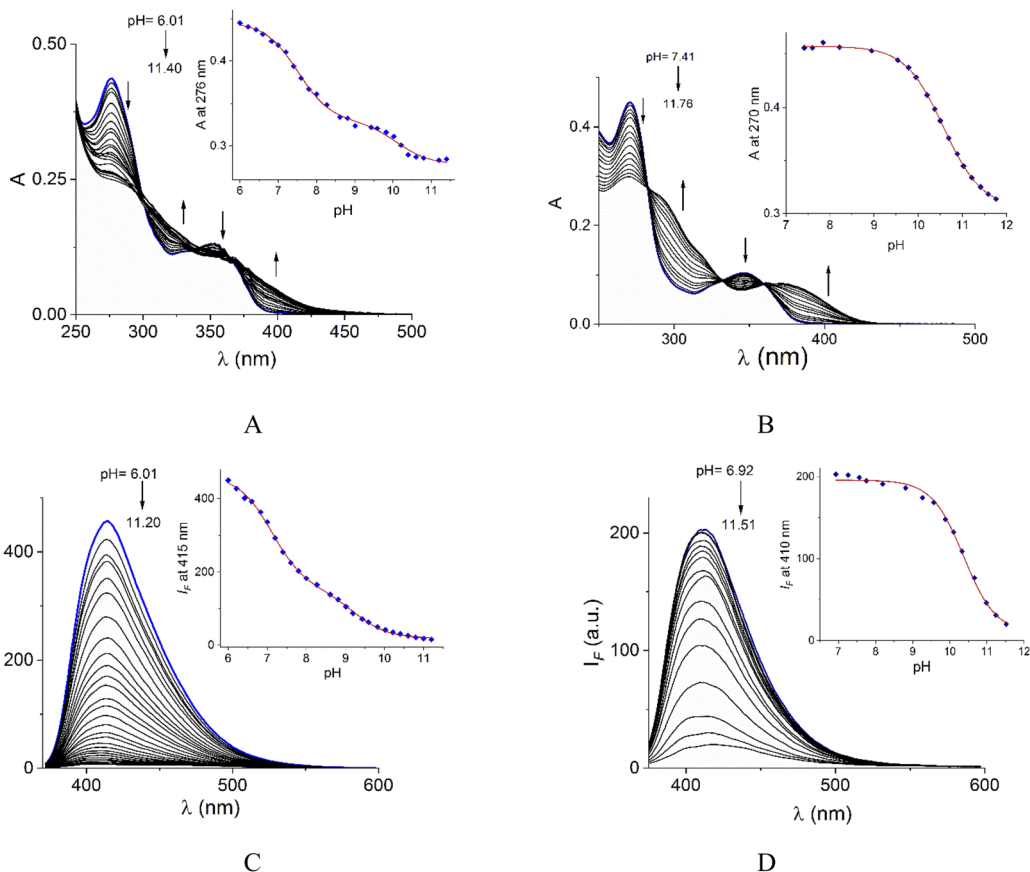 pH= 6.01
11.40
0.50
0.25
0.00
A
250 300 350 400 450 500
λ (nm)
0.4
0.3
A at 276 nm
6 7 8 9 10 11
pH
A
pH= 7.41
11.76
0.4
0.2
0.0
A
300 400 500
λ (nm)
0.4
0.3
A at 270 nm
7 8 9 10 11 12
pH
B
pH= 6.01
11.20
400
200
0
400 500 600
λ (nm)
400
200
0
IF at 415 nm
6 7 8 9 10 11
pH
C
pH= 6.92
11.51
200
100
0
IF (a.u.)
400 500 600
λ (nm)
200
100
0
IF at 410 nm
7 8 9 10 11 12
pH
D